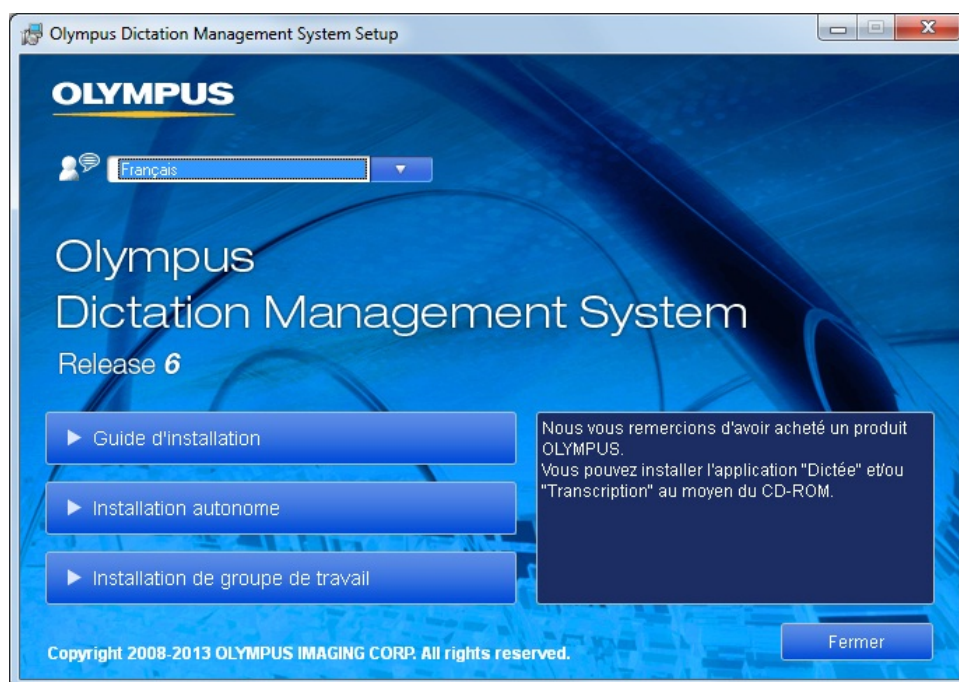 Olympus Dictation Management System Setup
OLYMPUS
Français
Olympus
Dictation Management System
Release 6
Guide d'installation
Installation autonome
Installation de groupe de travail
Nous vous remercions d'avoir acheté un produit
OLYMPUS.
Vous pouvez installer l'application "Dictée" et/ou
"Transcription" au moyen du CD-ROM.
Fermer
Copyright 2008-2013 OLYMPUS IMAGING CORP. All rights reserved.